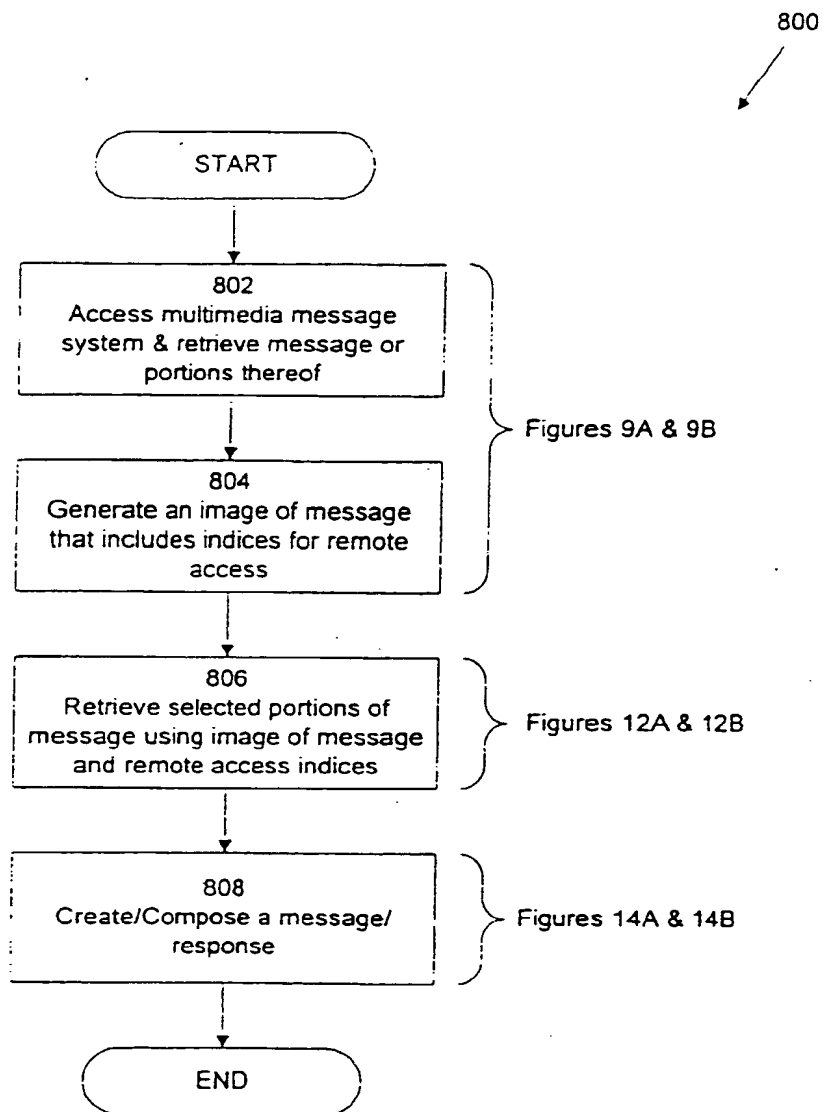 800
START
802
Access multimedia message
system & retrieve message or
portions thereof
Figures 9A & 9B
804
Generate an image of message
that includes indices for remote
access
806
Retrieve selected portions of
message using image of message
and remote access indices
Figures 12A & 12B
808
Create/Compose a message/
response
Figures 14A & 14B
END